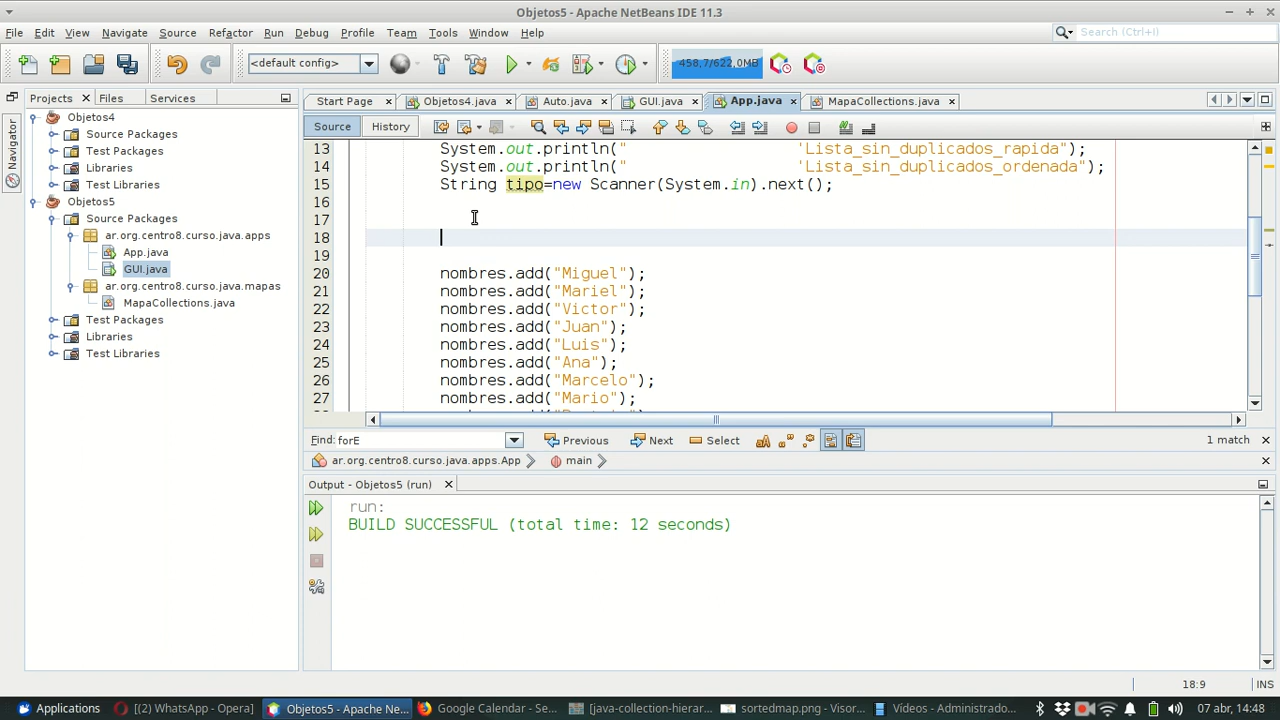 Objetos5 - Apache NetBeans IDE 11.3
File Edit View Navigate Source Refactor Run Debug Profile Team Tools Window Help
Search (Ctrl+I)
<default config>
458,7/622,0MB
Projects Files Services
Start Page Objetos4.java Auto.java GUI.java App.java MapaCollections.java
Navigator
Source History
Objetos4
Source Packages
Test Packages
Libraries
Test Libraries
Objetos5
Source Packages
ar.org.centro8.curso.java.apps
App.java
GUI.java
ar.org.centro8.curso.java.mapas
MapaCollections.java
Test Packages
Libraries
Test Libraries
13 System.out.println(" 'Lista_sin_duplicados_rapida");
14 System.out.println(" 'Lista_sin_duplicados_ordenada");
15 String tipo=new Scanner(System.in).next();
16
17
18
19
20 nombres.add("Miguel");
21 nombres.add("Mariel");
22 nombres.add("Victor");
23 nombres.add("Juan");
24 nombres.add("Luis");
25 nombres.add("Ana");
26 nombres.add("Marcelo");
27 nombres.add("Mario");
Find: forE Previous Next Select 1 match
ar.org.centro8.curso.java.apps.App main
Output - Objetos5 (run)
run:
BUILD SUCCESSFUL (total time: 12 seconds)
18:9 INS
Applications [(2) WhatsApp - Opera] Objetos5 - Apache Ne... Google Calendar - Se... [java-collection-hierar... sortedmap.png - Visor... Vídeos - Administrado... 07 abr, 14:48